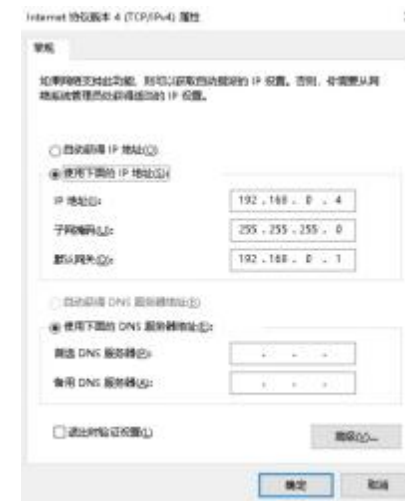 Internet 协议版本 4 (TCP/IPv4) 属性
常规
如果网络支持此功能，则可以获取自动指派的 IP 设置。否则，你需要从网
络系统管理员处获得适当的 IP 设置。
自动获得 IP 地址(O)
使用下面的 IP 地址(S):
IP 地址(I): 192 . 168 . 0 . 4
子网掩码(U): 255 . 255 . 255 . 0
默认网关(D): 192 . 168 . 0 . 1
自动获得 DNS 服务器地址(B)
使用下面的 DNS 服务器地址(E):
首选 DNS 服务器(P): . . .
备用 DNS 服务器(A): . . .
退出时验证设置(L)
高级(V)...
确定 取消